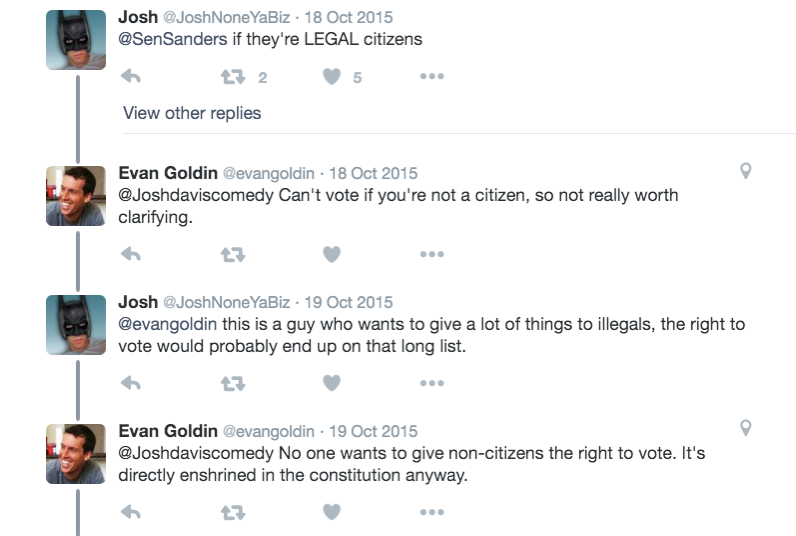 Josh @JoshNoneYaBiz · 18 Oct 2015
@SenSanders if they're LEGAL citizens
2 5
View other replies
Evan Goldin @evangoldin · 18 Oct 2015
@Joshdaviscomedy Can't vote if you're not a citizen, so not really worth
clarifying.
Josh @JoshNoneYaBiz · 19 Oct 2015
@evangoldin this is a guy who wants to give a lot of things to illegals, the right to
vote would probably end up on that long list.
Evan Goldin @evangoldin · 19 Oct 2015
@Joshdaviscomedy No one wants to give non-citizens the right to vote. It's
directly enshrined in the constitution anyway.